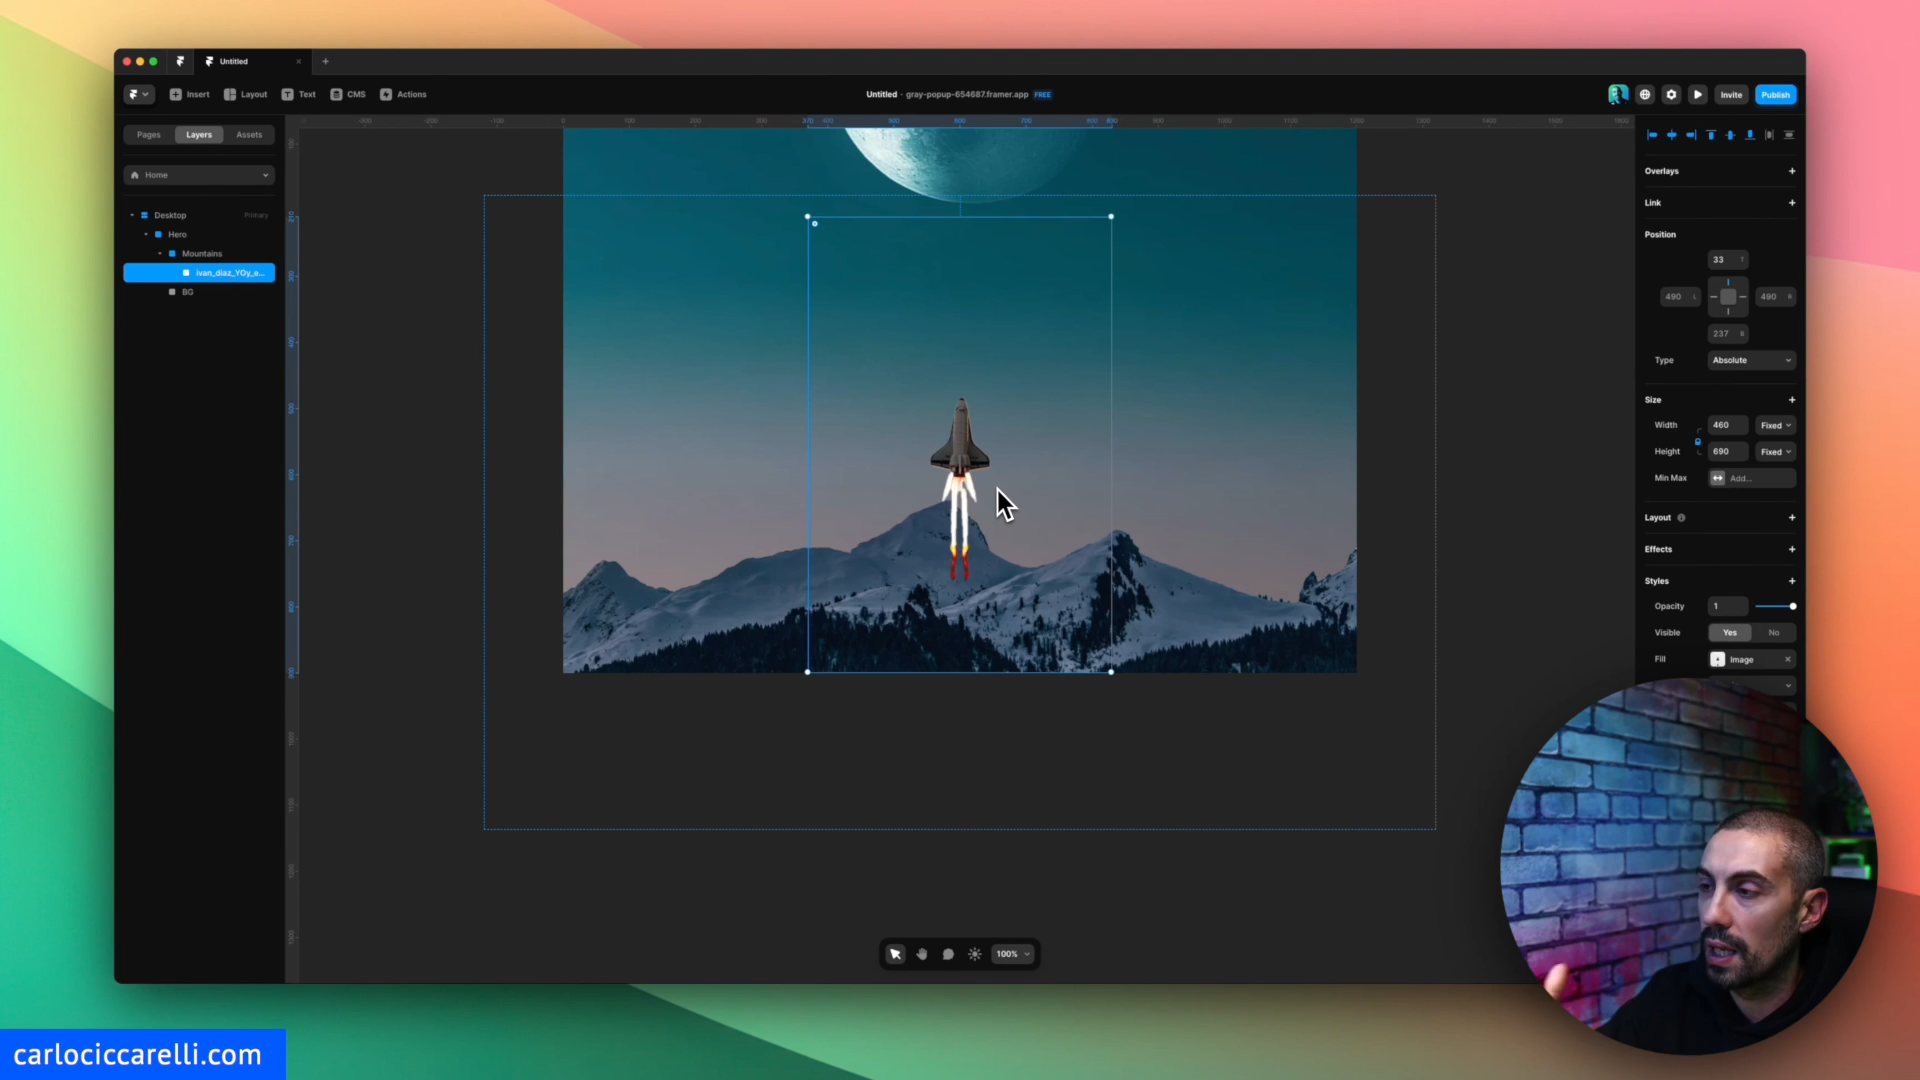 Untitled
Insert
Layout
Text
CMS
Actions
Untitled - gray-popup-654687.framer.app FREE
Invite
Publish
Pages
Layers
Assets
Home
Desktop Primary
Hero
Mountains
ivan_diaz_YOy_e...
BG
Overlays
Link
Position
33 T
490 L
490 R
237 B
Type Absolute
Size
Width 460 Fixed
Height 690 Fixed
Min Max Add...
Layout
Effects
Styles
Opacity 1
Visible Yes No
Fill Image
100%
carlociccarelli.com